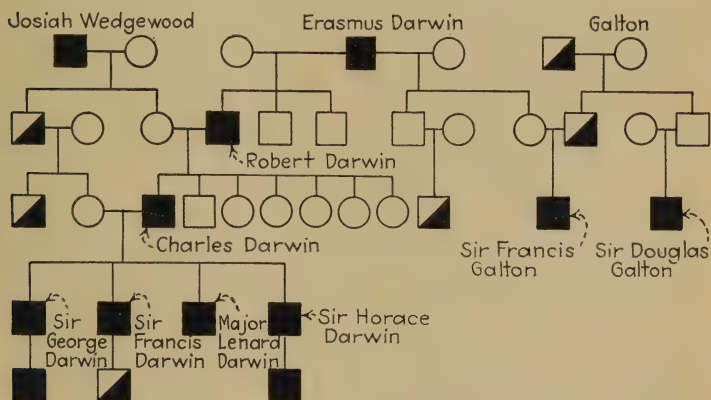 Josiah Wedgewood
Erasmus Darwin
Galton
Robert Darwin
Charles Darwin
Sir Francis
Galton
Sir Douglas
Galton
Sir
George
Darwin
Sir
Francis
Darwin
Major
Lenard
Darwin
Sir Horace
Darwin